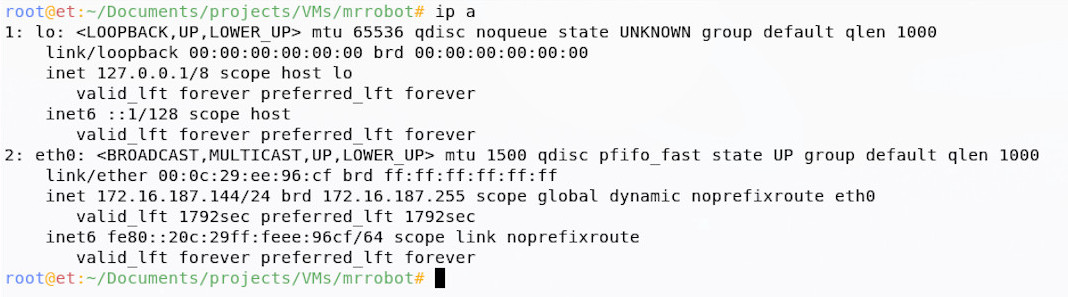 root@et:~/Documents/projects/VMs/mrrobot# ip a
1: lo: <LOOPBACK,UP,LOWER_UP> mtu 65536 qdisc noqueue state UNKNOWN group default qlen 1000
    link/loopback 00:00:00:00:00:00 brd 00:00:00:00:00:00
    inet 127.0.0.1/8 scope host lo
       valid_lft forever preferred_lft forever
    inet6 ::1/128 scope host
       valid_lft forever preferred_lft forever
2: eth0: <BROADCAST,MULTICAST,UP,LOWER_UP> mtu 1500 qdisc pfifo_fast state UP group default qlen 1000
    link/ether 00:0c:29:ee:96:cf brd ff:ff:ff:ff:ff:ff
    inet 172.16.187.144/24 brd 172.16.187.255 scope global dynamic noprefixroute eth0
       valid_lft 1792sec preferred_lft 1792sec
    inet6 fe80::20c:29ff:feee:96cf/64 scope link noprefixroute
       valid_lft forever preferred_lft forever
root@et:~/Documents/projects/VMs/mrrobot#